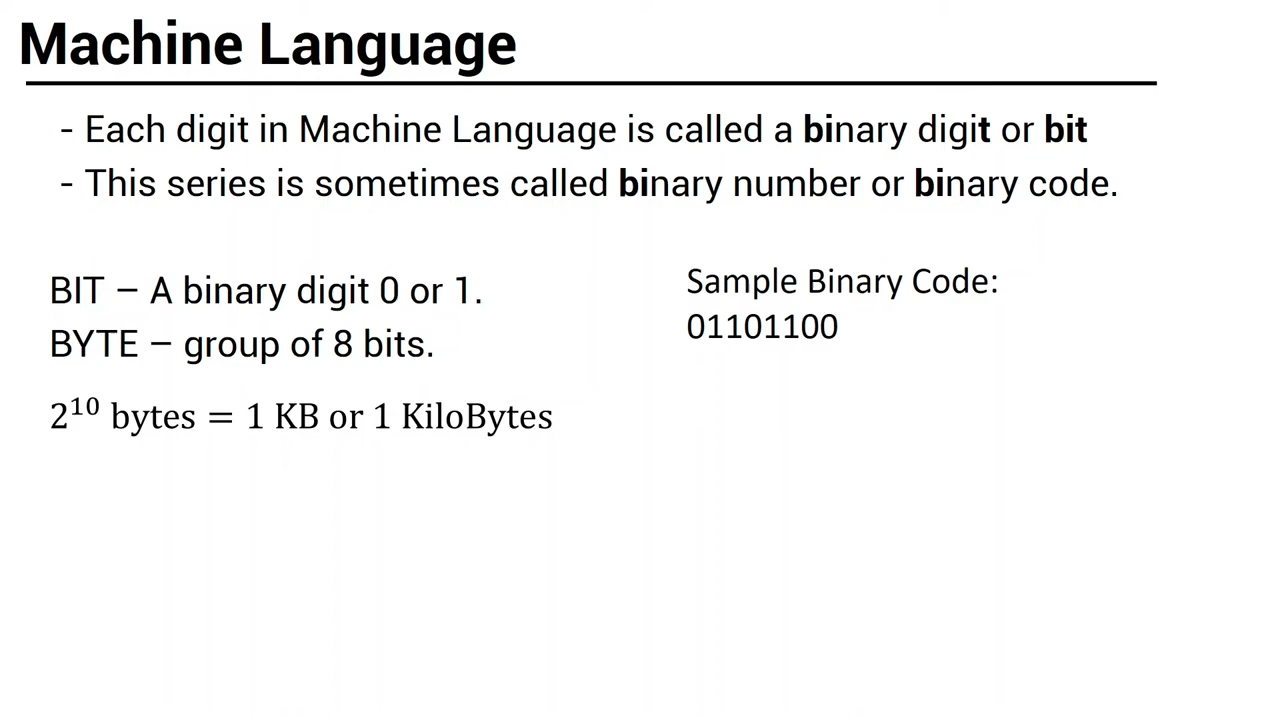 Machine Language
- Each digit in Machine Language is called a binary digit or bit
- This series is sometimes called binary number or binary code.
BIT – A binary digit 0 or 1.
BYTE – group of 8 bits.
2¹⁰ bytes = 1 KB or 1 KiloBytes
Sample Binary Code:
01101100